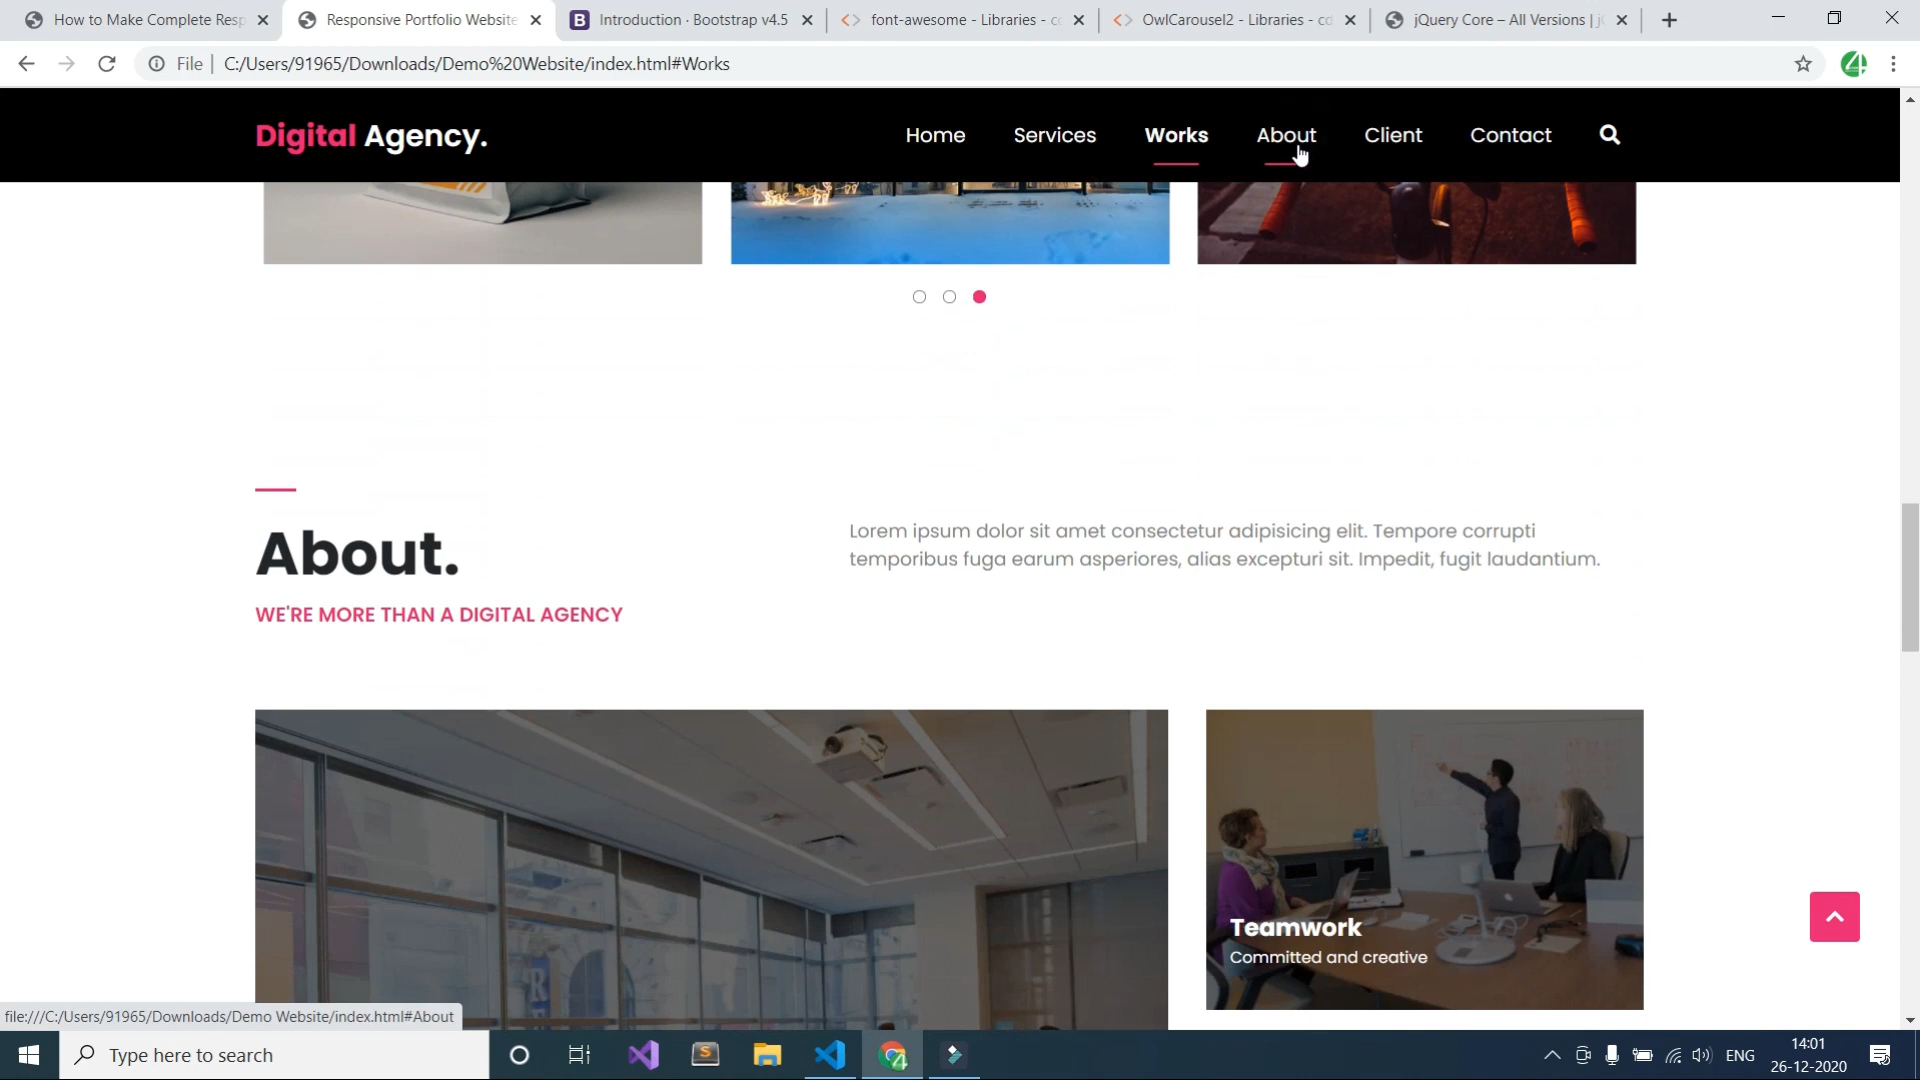 How to Make Complete Resp
Responsive Portfolio Website
Introduction · Bootstrap v4.5
font-awesome - Libraries - cd
OwlCarousel2 - Libraries - cd
jQuery Core – All Versions | j
File | C:/Users/91965/Downloads/Demo%20Website/index.html#Works
Digital Agency.
Home
Services
Works
About
Client
Contact
About.
Lorem ipsum dolor sit amet consectetur adipisicing elit. Tempore corrupti
temporibus fuga earum asperiores, alias excepturi sit. Impedit, fugit laudantium.
WE'RE MORE THAN A DIGITAL AGENCY
Teamwork
Committed and creative
file:///C:/Users/91965/Downloads/Demo Website/index.html#About
Type here to search
ENG
14:01
26-12-2020